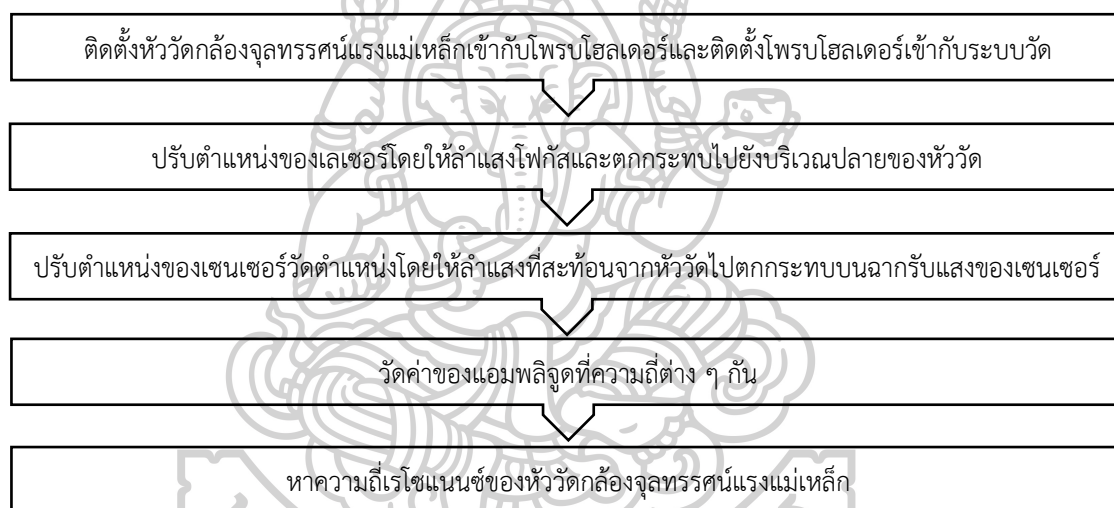 ติดตั้งหัววัดกล้องจุลทรรศน์แรงแม่เหล็กเข้ากับโพรบโฮลเดอร์และติดตั้งโพรบโฮลเดอร์เข้ากับระบบวัด
ปรับตำแหน่งของเลเซอร์โดยให้ลำแสงโฟกัสและตกกระทบไปยังบริเวณปลายของหัววัด
ปรับตำแหน่งของเซนเซอร์วัดตำแหน่งโดยให้ลำแสงที่สะท้อนจากหัววัดไปตกกระทบบนฉากรับแสงของเซนเซอร์
วัดค่าของแอมพลิจูดที่ความถี่ต่าง ๆ กัน
หาความถี่เรโซแนนซ์ของหัววัดกล้องจุลทรรศน์แรงแม่เหล็ก